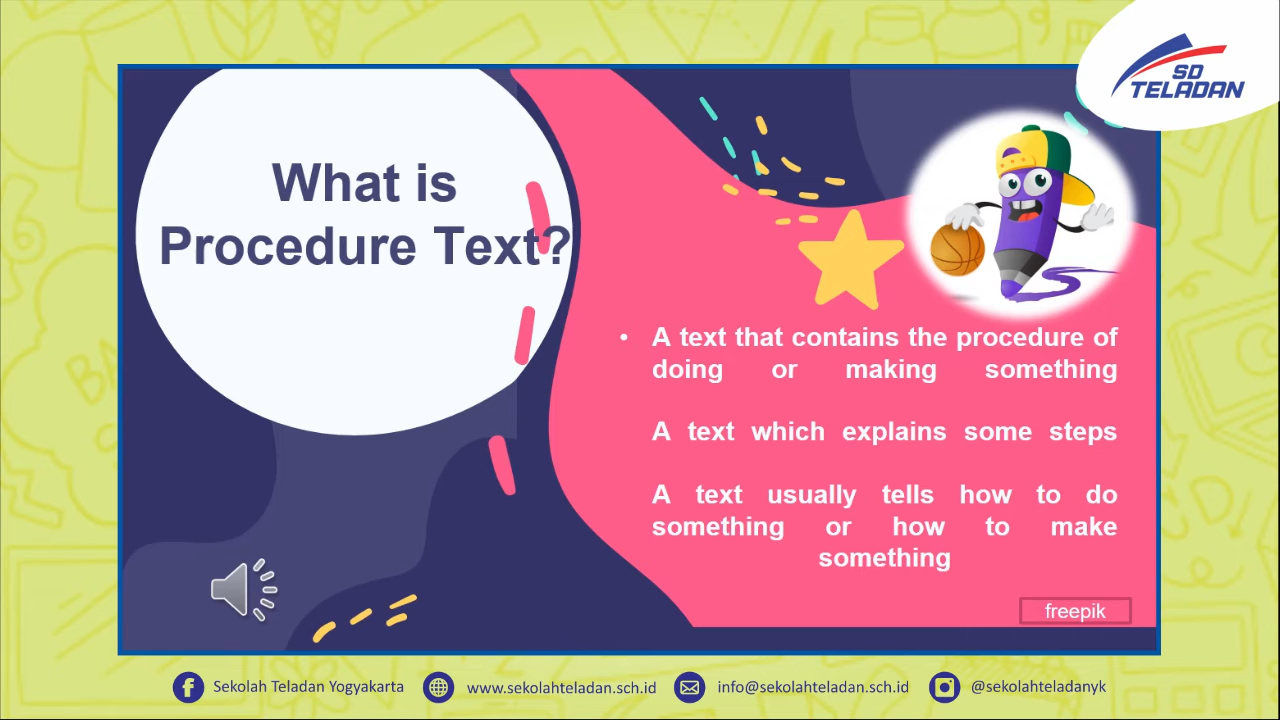 SD
TELADAN
What is
Procedure Text?
• A text that contains the procedure of
doing or making something
A text which explains some steps
A text usually tells how to do
something or how to make
something
freepik
Sekolah Teladan Yogyakarta
www.sekolahteladan.sch.id
info@sekolahteladan.sch.id
@sekolahteladanyk